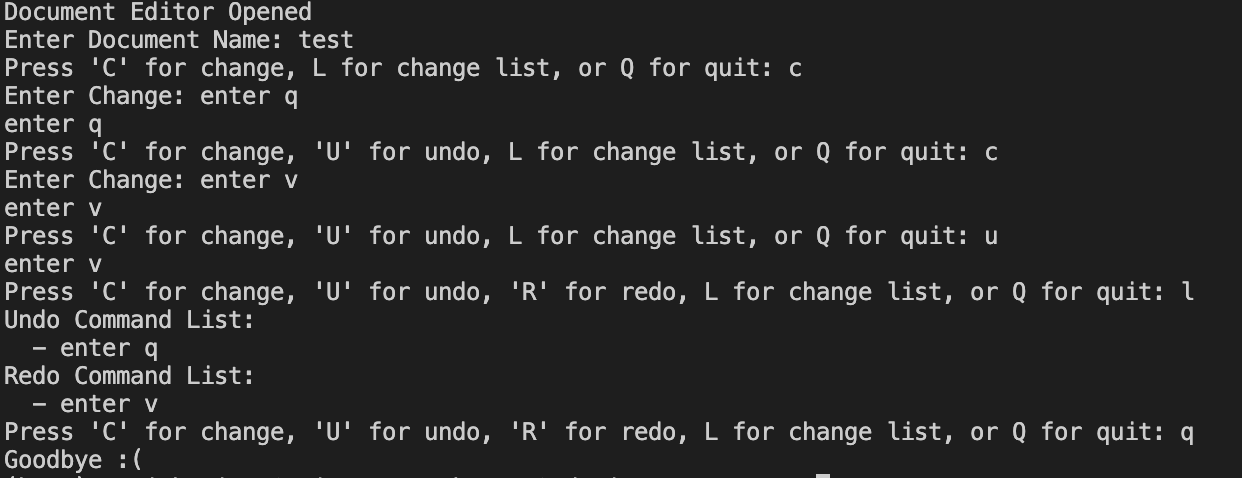 Document Editor Opened
Enter Document Name: test
Press 'C' for change, L for change list, or Q for quit: c
Enter Change: enter q
enter q
Press 'C' for change, 'U' for undo, L for change list, or Q for quit: c
Enter Change: enter v
enter v
Press 'C' for change, 'U' for undo, L for change list, or Q for quit: u
enter v
Press 'C' for change, 'U' for undo, 'R' for redo, L for change list, or Q for quit: l
Undo Command List:
  - enter q
Redo Command List:
  - enter v
Press 'C' for change, 'U' for undo, 'R' for redo, L for change list, or Q for quit: q
Goodbye :(